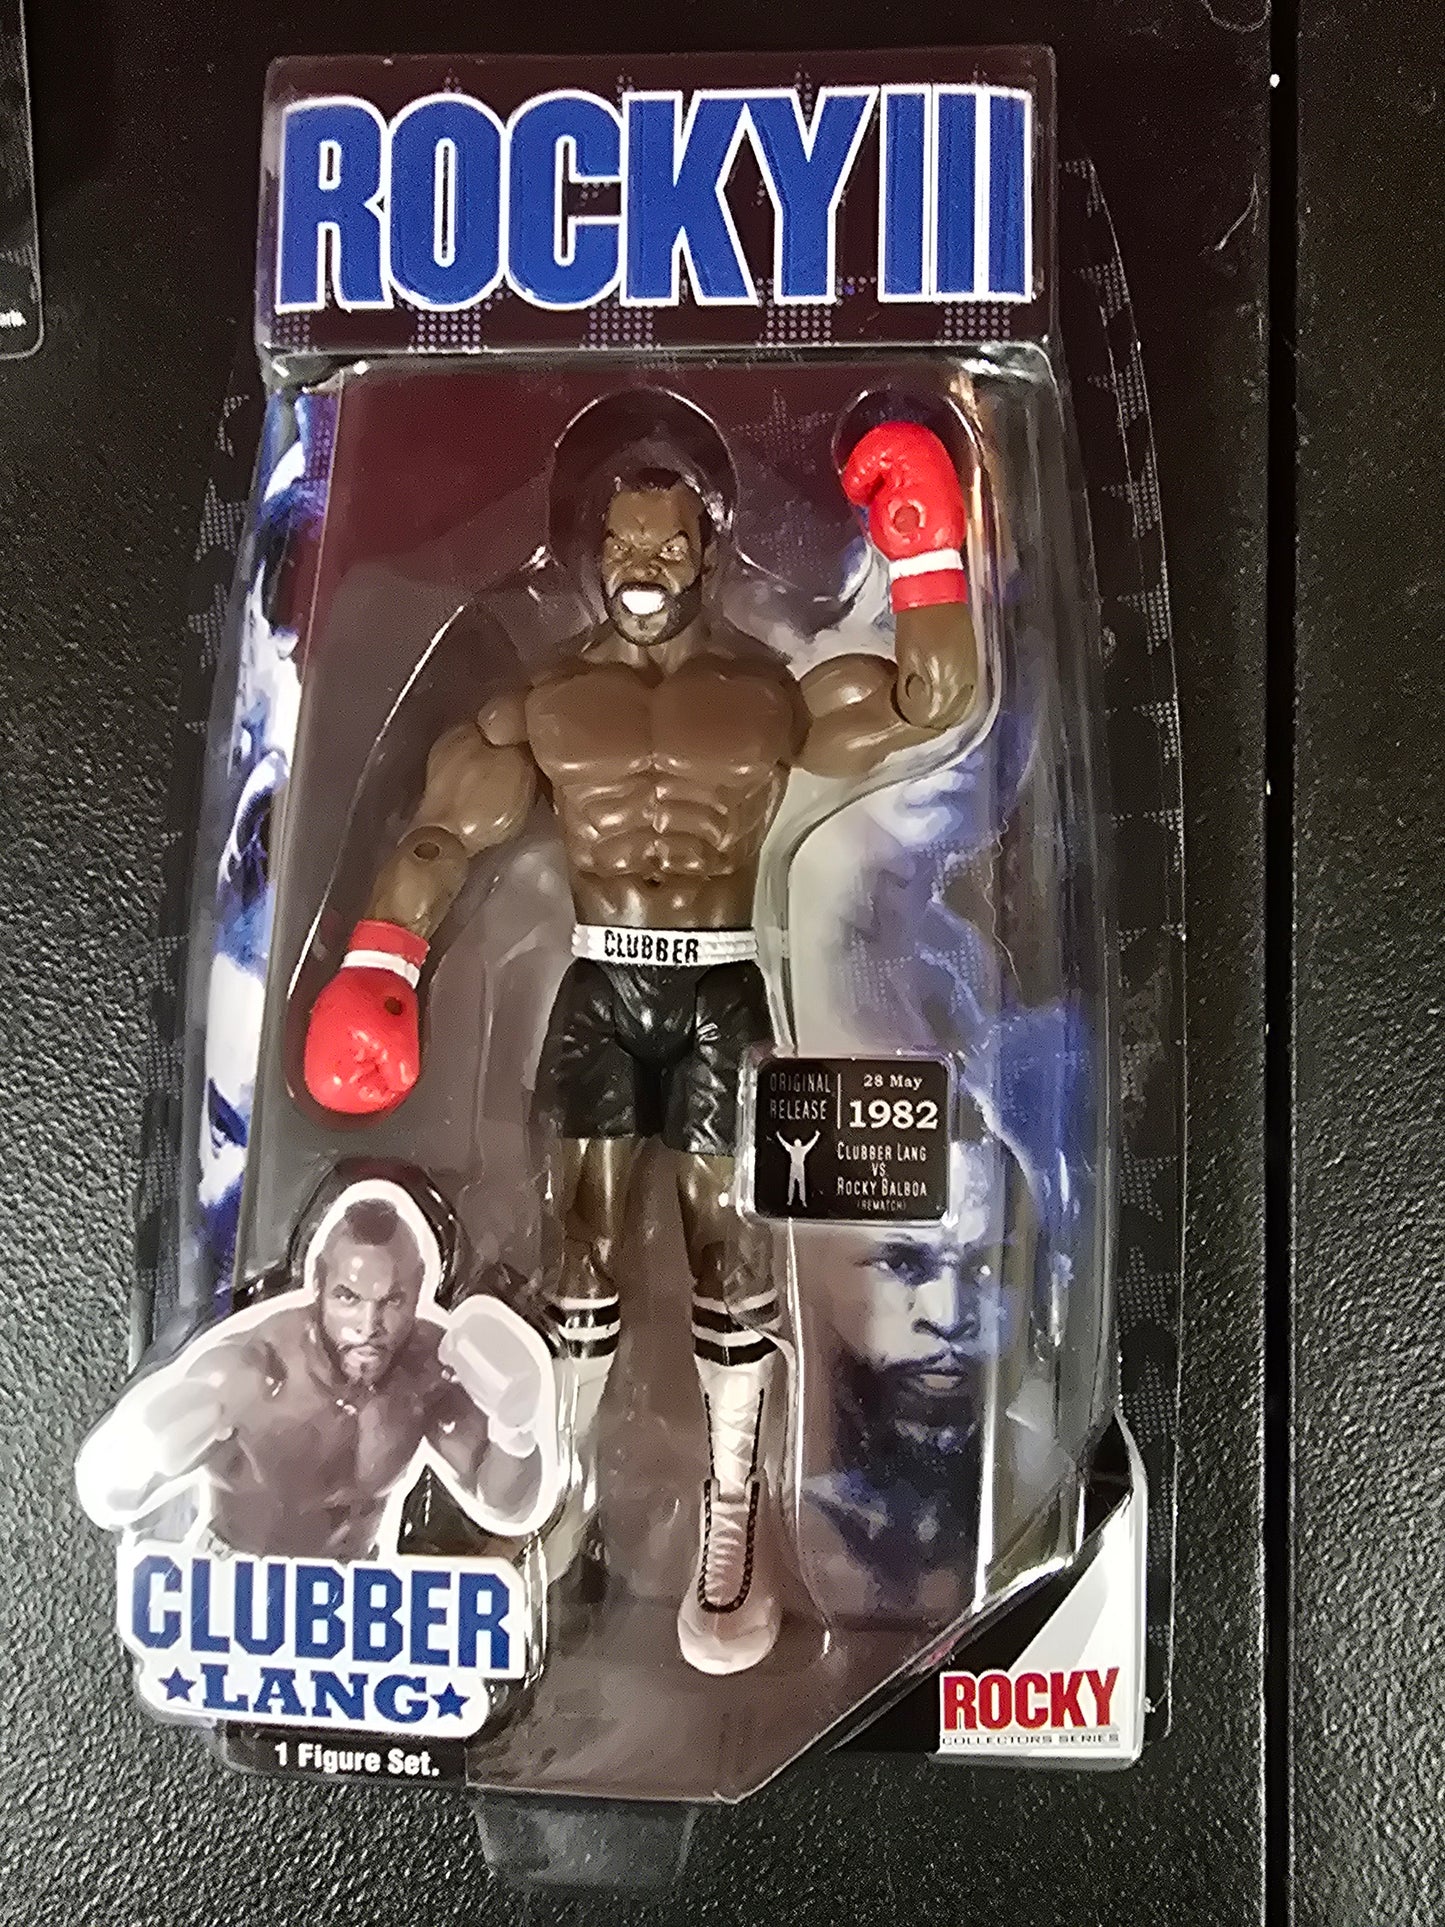 ROCKY III
CLUBBER
ORIGINAL RELEASE
28 May
1982
CLUBBER LANG
VS
ROCKY BALBOA
(REMATCH)
CLUBBER
LANG
1 Figure Set.
ROCKY
COLLECTORS SERIES